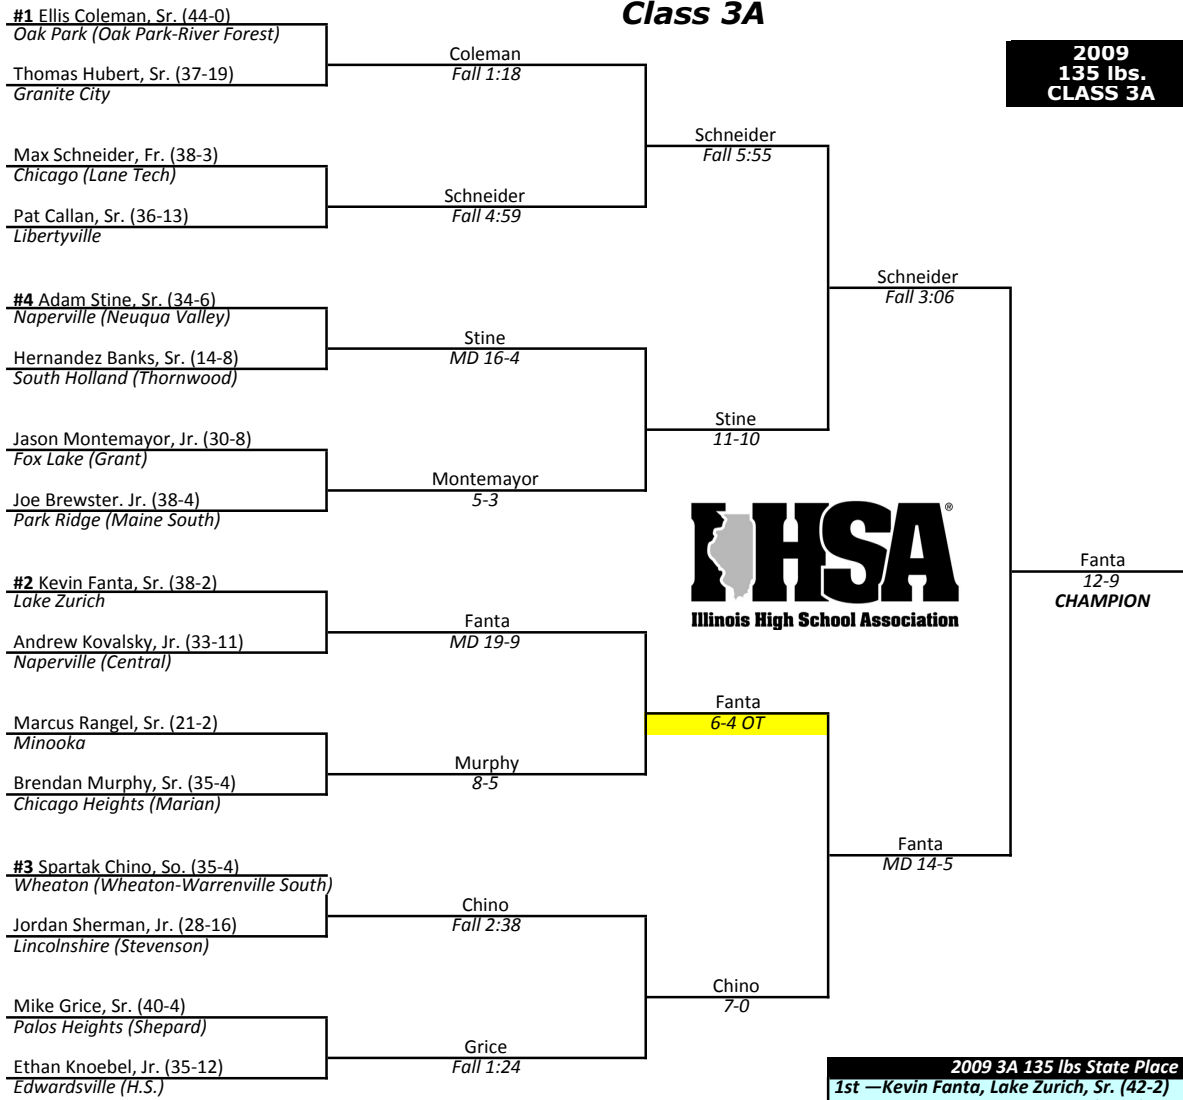 Class 3A
2009
135 lbs.
CLASS 3A
#1 Ellis Coleman, Sr. (44-0)
Oak Park (Oak Park-River Forest)
Thomas Hubert, Sr. (37-19)
Granite City
Max Schneider, Fr. (38-3)
Chicago (Lane Tech)
Pat Callan, Sr. (36-13)
Libertyville
#4 Adam Stine, Sr. (34-6)
Naperville (Neuqua Valley)
Hernandez Banks, Sr. (14-8)
South Holland (Thornwood)
Jason Montemayor, Jr. (30-8)
Fox Lake (Grant)
Joe Brewster. Jr. (38-4)
Park Ridge (Maine South)
#2 Kevin Fanta, Sr. (38-2)
Lake Zurich
Andrew Kovalsky, Jr. (33-11)
Naperville (Central)
Marcus Rangel, Sr. (21-2)
Minooka
Brendan Murphy, Sr. (35-4)
Chicago Heights (Marian)
#3 Spartak Chino, So. (35-4)
Wheaton (Wheaton-Warrenville South)
Jordan Sherman, Jr. (28-16)
Lincolnshire (Stevenson)
Mike Grice, Sr. (40-4)
Palos Heights (Shepard)
Ethan Knoebel, Jr. (35-12)
Edwardsville (H.S.)
Coleman
Fall 1:18
Schneider
Fall 4:59
Stine
MD 16-4
Montemayor
5-3
Fanta
MD 19-9
Murphy
8-5
Chino
Fall 2:38
Grice
Fall 1:24
Schneider
Fall 5:55
Stine
11-10
Fanta
6-4 OT
Chino
7-0
Schneider
Fall 3:06
Fanta
MD 14-5
IHSA®
Illinois High School Association
Fanta
12-9
CHAMPION
2009 3A 135 lbs State Place
1st —Kevin Fanta, Lake Zurich, Sr. (42-2)